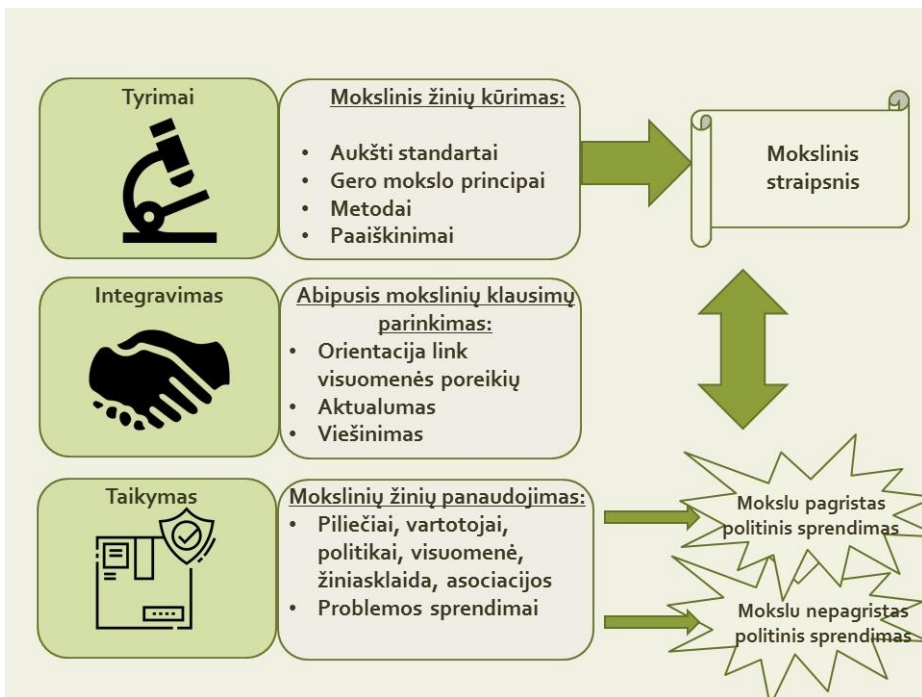 Tyrimai
Mokslinis žinių kūrimas:
• Aukšti standartai
• Gero mokslo principai
• Metodai
• Paaiškinimai
Mokslinis
straipsnis
Integravimas
Abipusis mokslinių klausimų
parinkimas:
• Orientacija link
visuomenės poreikių
• Aktualumas
• Viešinimas
Taikymas
Mokslinių žinių panaudojimas:
• Piliečiai, vartotojai,
politikai, visuomenė,
žiniasklaida, asociacijos
• Problemos sprendimai
Mokslu pagristas
politinis sprendimas
Mokslu nepagristas
politinis sprendimas